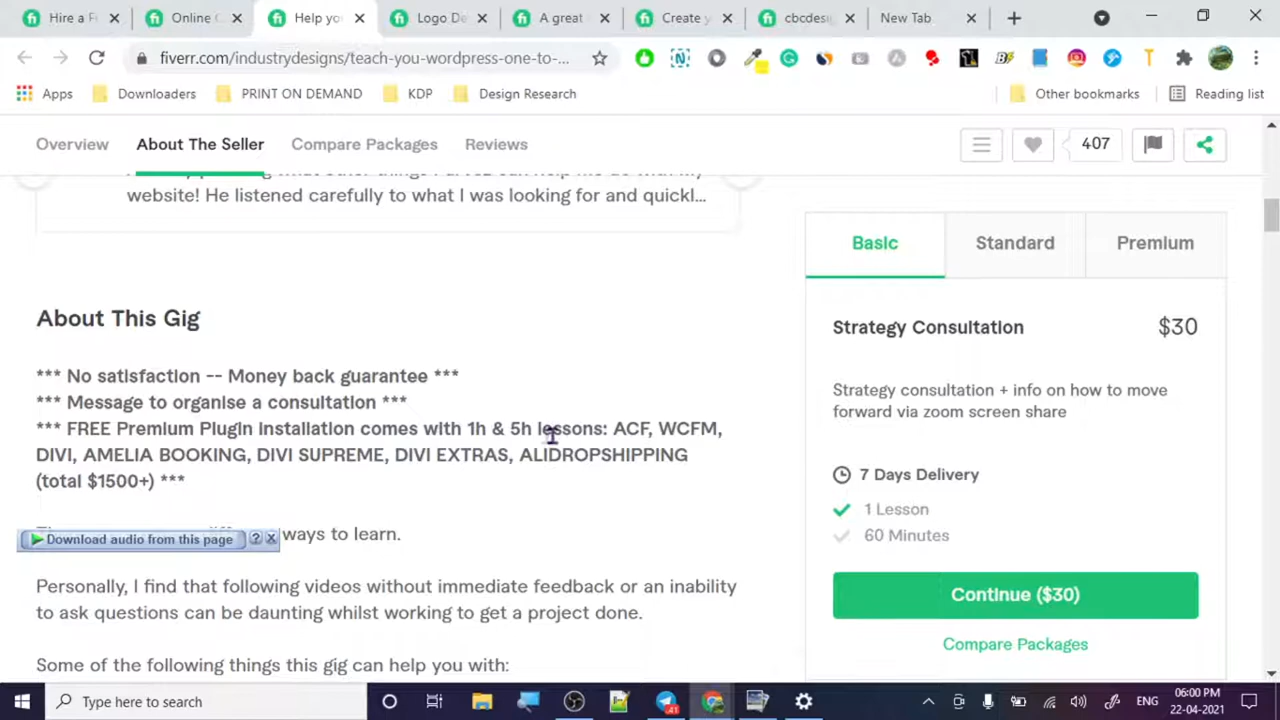 Hire a F
Online C
Help yo
Logo De
A great
Create y
cbcdesi
New Tab
fiverr.com/industrydesigns/teach-you-wordpress-one-to-...
Apps
Downloaders
PRINT ON DEMAND
KDP
Design Research
Other bookmarks
Reading list
Overview
About The Seller
Compare Packages
Reviews
407
website! He listened carefully to what I was looking for and quickl...
Basic
Standard
Premium
About This Gig
*** No satisfaction -- Money back guarantee ***
*** Message to organise a consultation ***
*** FREE Premium Plugin installation comes with 1h & 5h lessons: ACF, WCFM,
DIVI, AMELIA BOOKING, DIVI SUPREME, DIVI EXTRAS, ALIDROPSHIPPING
(total $1500+) ***
ways to learn.
Download audio from this page
?
Personally, I find that following videos without immediate feedback or an inability
to ask questions can be daunting whilst working to get a project done.
Some of the following things this gig can help you with:
Strategy Consultation
$30
Strategy consultation + info on how to move
forward via zoom screen share
7 Days Delivery
1 Lesson
60 Minutes
Continue ($30)
Compare Packages
Type here to search
41
ENG
06:00 PM
22-04-2021